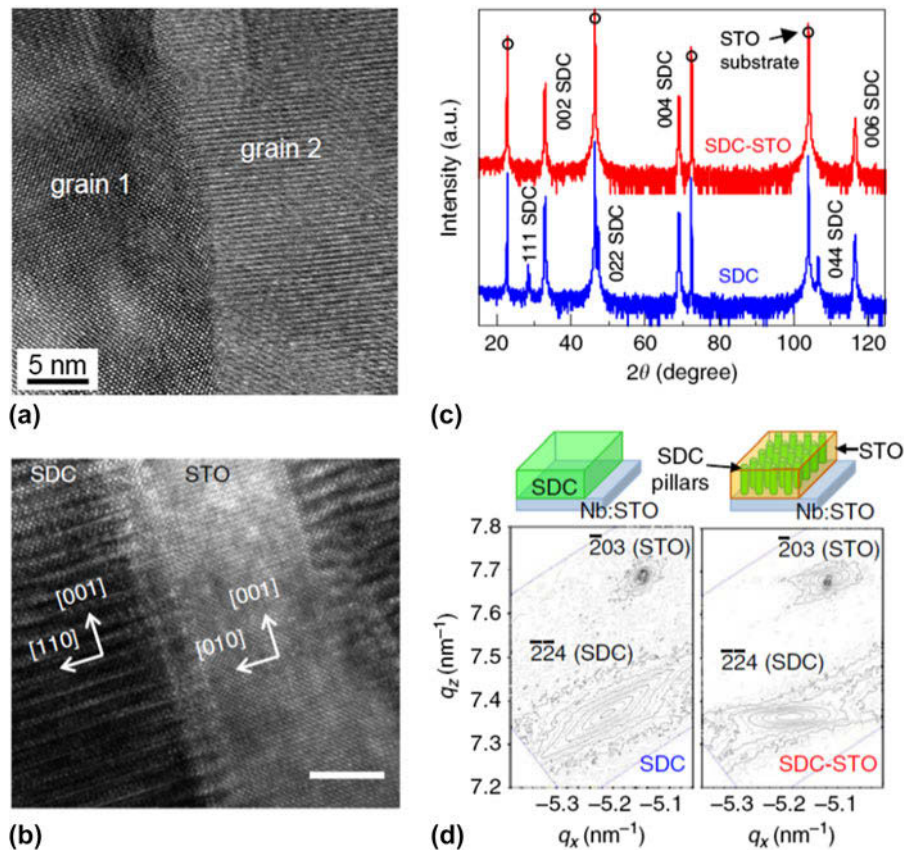 grain 1
grain 2
5 nm
(a)
SDC
STO
[001]
[001]
[110]
[010]
(b)
Intensity (a.u.)
002 SDC
004 SDC
STO
substrate
006 SDC
SDC-STO
111 SDC
022 SDC
044 SDC
SDC
20
40
60
80
100
120
2θ (degree)
(c)
SDC
Nb:STO
SDC
pillars
STO
Nb:STO
7.8
7.7
7.6
7.5
7.4
7.3
7.2
q_z (nm⁻¹)
2̅03 (STO)
2̅2̅4 (SDC)
SDC
−5.3 −5.2 −5.1
q_x (nm⁻¹)
2̅03 (STO)
2̅2̅4 (SDC)
SDC-STO
−5.3 −5.2 −5.1
q_x (nm⁻¹)
(d)